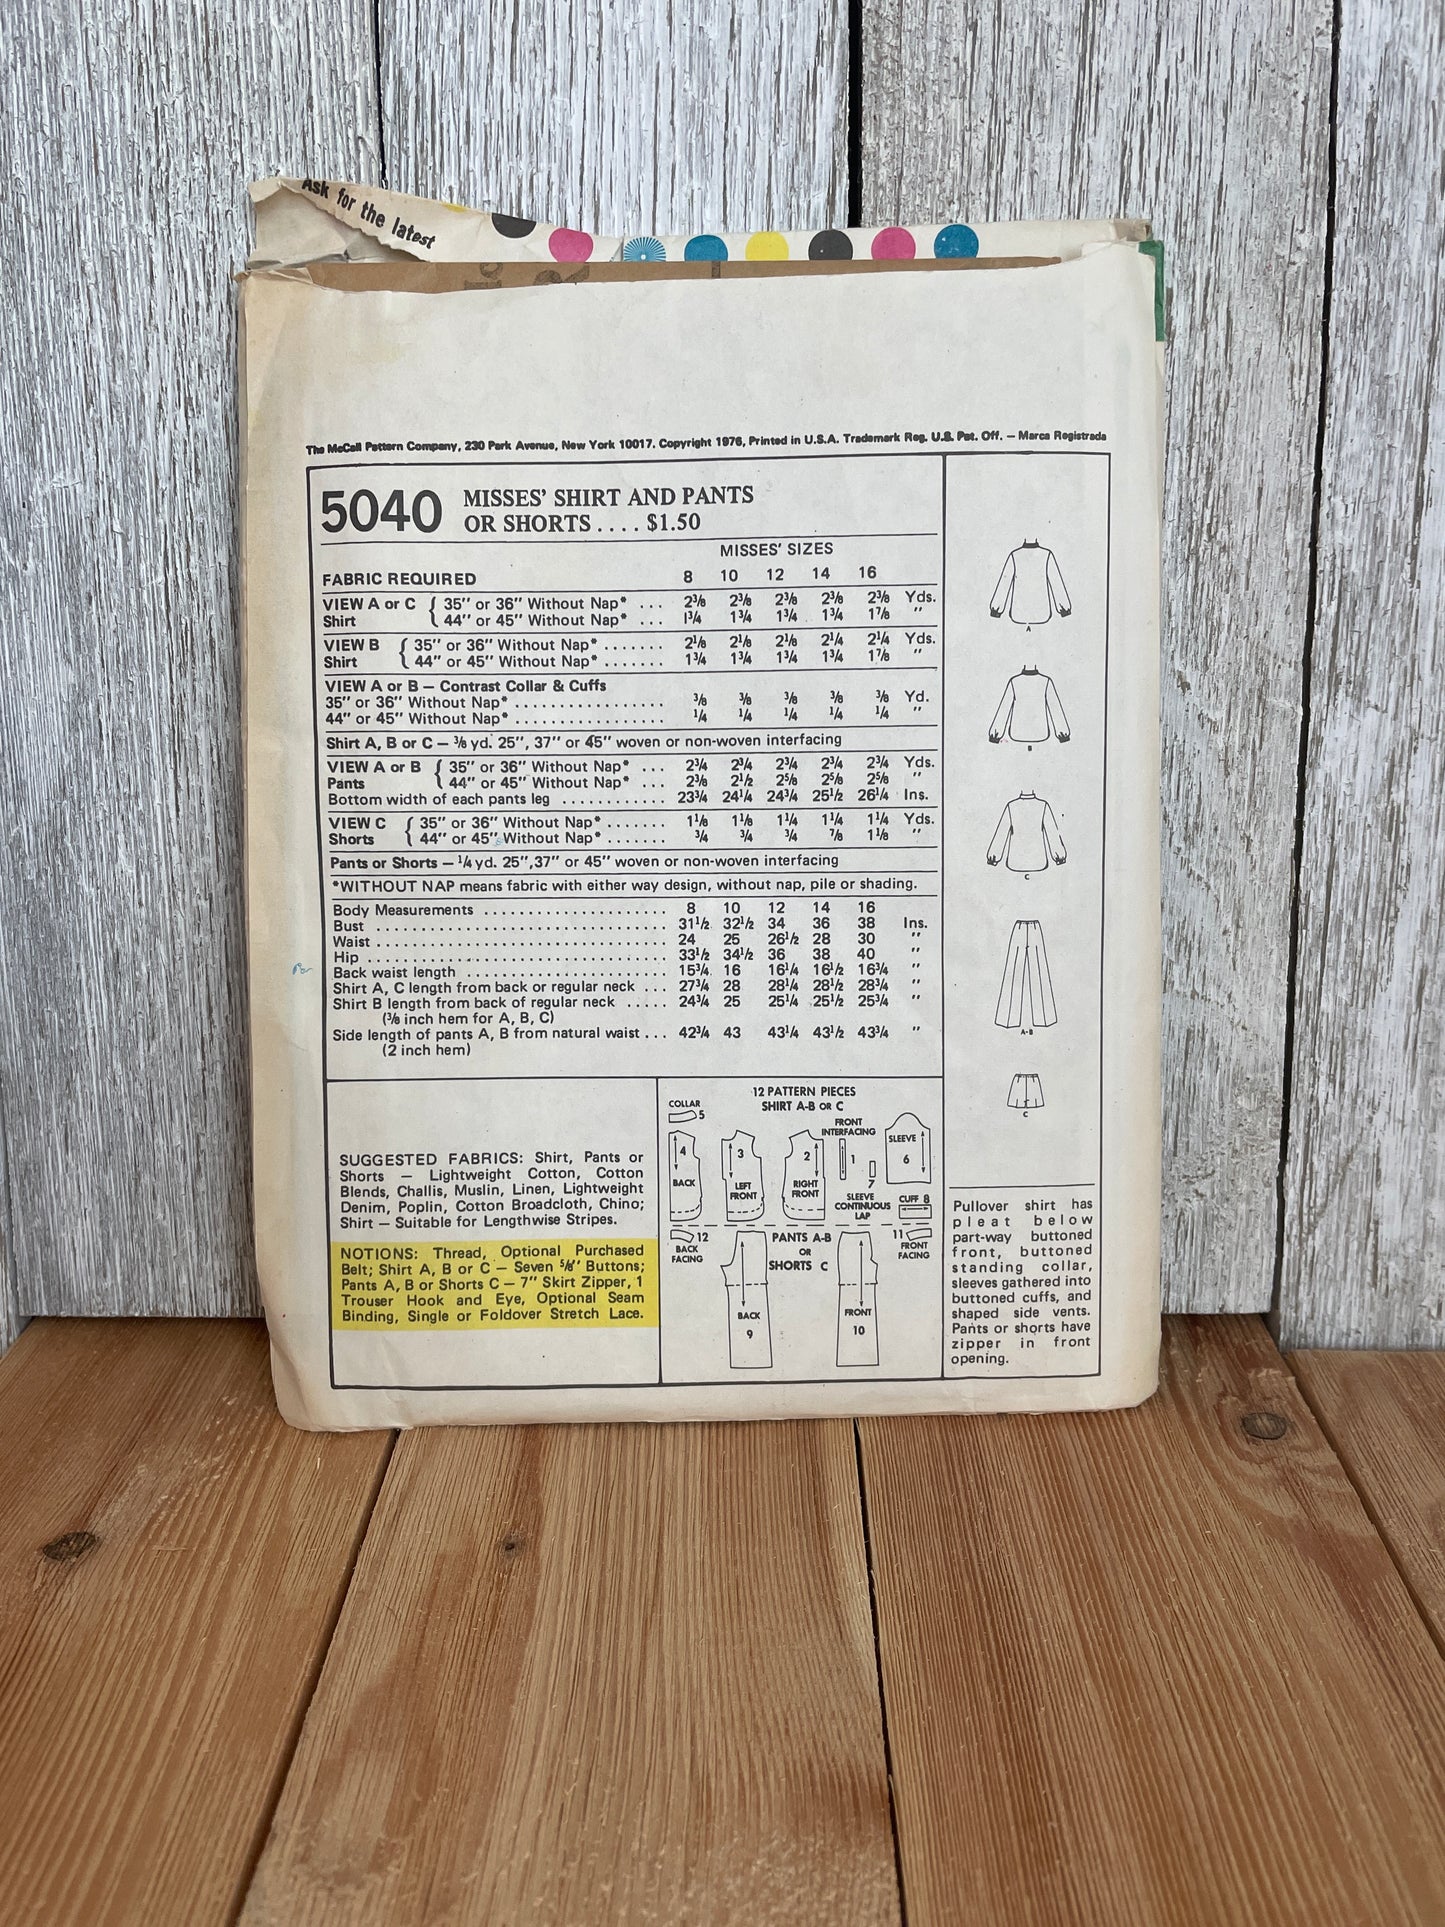 Ask for the latest
The McCall Pattern Company, 230 Park Avenue, New York 10017. Copyright 1976, Printed in U.S.A. Trademark Reg. U.S. Pat. Off. — Marca Registrada
5040 MISSES' SHIRT AND PANTS
OR SHORTS . . . . $1.50
MISSES' SIZES
FABRIC REQUIRED 8 10 12 14 16
VIEW A or C { 35" or 36" Without Nap* . . . 2⅜ 2⅜ 2⅜ 2⅜ 2⅜ Yds.
Shirt 44" or 45" Without Nap* . . . 1¾ 1¾ 1¾ 1¾ 1⅞ "
VIEW B { 35" or 36" Without Nap* . . . . . . . 2⅛ 2⅛ 2⅛ 2¼ 2¼ Yds.
Shirt 44" or 45" Without Nap* . . . . . . . 1¾ 1¾ 1¾ 1¾ 1⅞ "
VIEW A or B — Contrast Collar & Cuffs
35" or 36" Without Nap* . . . . . . . . . . . . . . . . . ⅜ ⅜ ⅜ ⅜ ⅜ Yd.
44" or 45" Without Nap* . . . . . . . . . . . . . . . . . ¼ ¼ ¼ ¼ ¼ "
Shirt A, B or C — ⅜ yd. 25", 37" or 45" woven or non-woven interfacing
VIEW A or B { 35" or 36" Without Nap* . . . 2¾ 2¾ 2¾ 2¾ 2¾ Yds.
Pants 44" or 45" Without Nap* . . . 2⅜ 2½ 2⅝ 2⅝ 2⅝ "
Bottom width of each pants leg . . . . . . . . . . . . 23¾ 24¼ 24¾ 25½ 26¼ Ins.
VIEW C { 35" or 36" Without Nap* . . . . . . . 1⅛ 1⅛ 1¼ 1¼ 1¼ Yds.
Shorts 44" or 45" Without Nap* . . . . . . . ¾ ¾ ¾ ⅞ 1⅛ "
Pants or Shorts — ¼ yd. 25",37" or 45" woven or non-woven interfacing
*WITHOUT NAP means fabric with either way design, without nap, pile or shading.
Body Measurements . . . . . . . . . . . . . . . . . . . . . 8 10 12 14 16
Bust . . . . . . . . . . . . . . . . . . . . . . . . . . . . . . . . . 31½ 32½ 34 36 38 Ins.
Waist . . . . . . . . . . . . . . . . . . . . . . . . . . . . . . . . 24 25 26½ 28 30 "
Hip . . . . . . . . . . . . . . . . . . . . . . . . . . . . . . . . . . 33½ 34½ 36 38 40 "
Back waist length . . . . . . . . . . . . . . . . . . . . . . . 15¾ 16 16¼ 16½ 16¾ "
Shirt A, C length from back or regular neck . . . 27¾ 28 28¼ 28½ 28¾ "
Shirt B length from back of regular neck . . . . . 24¾ 25 25¼ 25½ 25¾ "
(⅜ inch hem for A, B, C)
Side length of pants A, B from natural waist . . . 42¾ 43 43¼ 43½ 43¾ "
(2 inch hem)
A
B
C
A-B
C
SUGGESTED FABRICS: Shirt, Pants or
Shorts — Lightweight Cotton, Cotton
Blends, Challis, Muslin, Linen, Lightweight
Denim, Poplin, Cotton Broadcloth, Chino;
Shirt — Suitable for Lengthwise Stripes.
NOTIONS: Thread, Optional Purchased
Belt; Shirt A, B or C — Seven ⅝" Buttons;
Pants A, B or Shorts C — 7" Skirt Zipper, 1
Trouser Hook and Eye, Optional Seam
Binding, Single or Foldover Stretch Lace.
12 PATTERN PIECES
SHIRT A-B OR C
COLLAR
5
4
BACK
3
LEFT
FRONT
2
RIGHT
FRONT
FRONT
INTERFACING
1
7
SLEEVE
CONTINUOUS
LAP
SLEEVE
6
CUFF 8
12
BACK
FACING
PANTS A-B
OR
SHORTS C
11
FRONT
FACING
BACK
9
FRONT
10
Pullover shirt has
pleat below
part-way buttoned
front, buttoned
standing collar,
sleeves gathered into
buttoned cuffs, and
shaped side vents.
Pants or shorts have
zipper in front
opening.